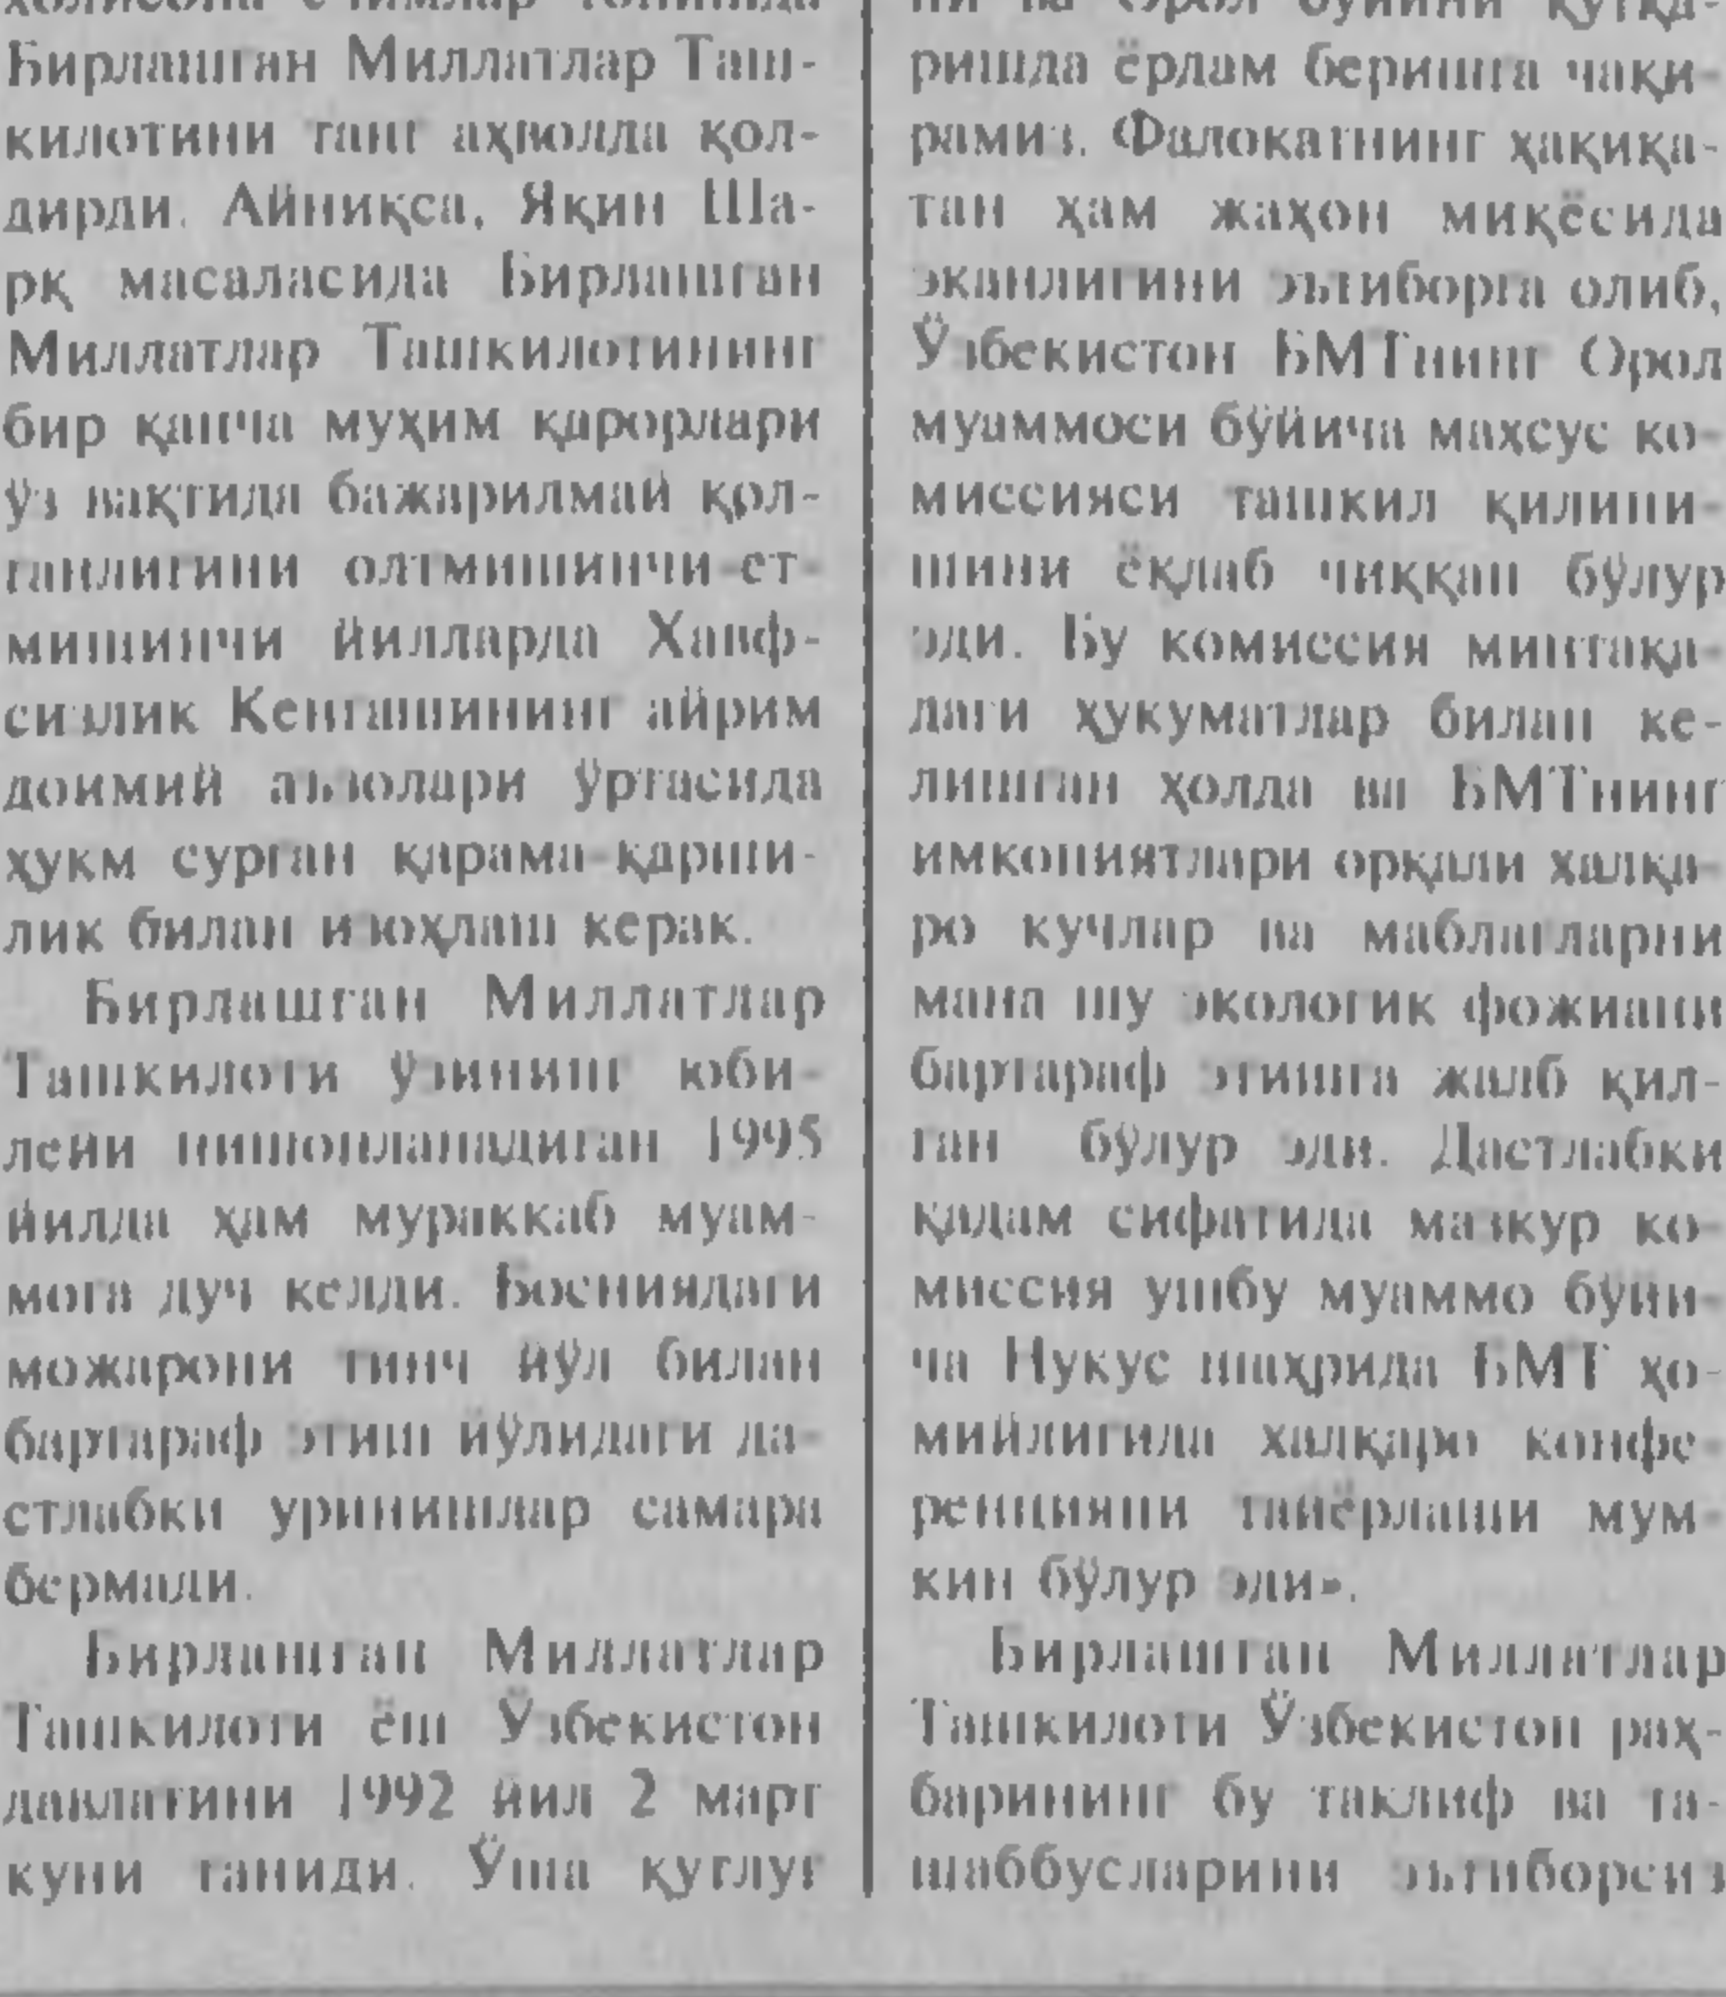 Бирлашган Миллатлар Таш-
килотини танг аҳволда қол-
дирди. Айниқса, Яқин Ша-
рқ масаласида Бирлашган
Миллатлар Ташкилотининг
бир қанча муҳим қарорлари
ўз вақтида бажарилмай қол-
ганлигини олтмишинчи-ет-
мишинчи йилларда Хавф-
сизлик Кенгашининг айрим
доимий аъзолари ўртасида
ҳукм сурган қарама-қарши-
лик билан изоҳлаш керак.
Бирлашган Миллатлар
Ташкилоти ўзининг юби-
лейи нишонланадиган 1995
йилда ҳам мураккаб муам-
мога дуч келди. Босниядаги
можарони тинч йўл билан
бартараф этиш йўлидаги да-
стлабки уринишлар самара
бермади.
Бирлашган Миллатлар
Ташкилоти ёш Ўзбекистон
давлатини 1992 йил 2 март
куни таниди. Ўша қутлуғ
ни ва Орол бўйини қутқа-
ришда ёрдам беришга чақи-
рамиз. Фалокатнинг ҳақиқа-
тан ҳам жаҳон миқёсида
эканлигини эътиборга олиб,
Ўзбекистон БМТнинг Орол
муаммоси бўйича махсус ко-
миссияси ташкил қилини-
шини ёқлаб чиққан бўлур
эди. Бу комиссия минтақа-
даги ҳукуматлар билан ке-
лишган ҳолда ва БМТнинг
имкониятлари орқали халқа-
ро кучлар ва маблағларни
мана шу экологик фожиани
бартараф этишга жалб қил-
ган бўлур эди. Дастлабки
қадам сифатида мазкур ко-
миссия ушбу муаммо бўйи-
ча Нукус шаҳрида БМТ ҳо-
мийлигида халқаро конфе-
ренцияни тайёрлаши мум-
кин бўлур эди».
Бирлашган Миллатлар
Ташкилоти Ўзбекистон раҳ-
барининг бу таклиф ва та-
шаббусларини эътиборсиз